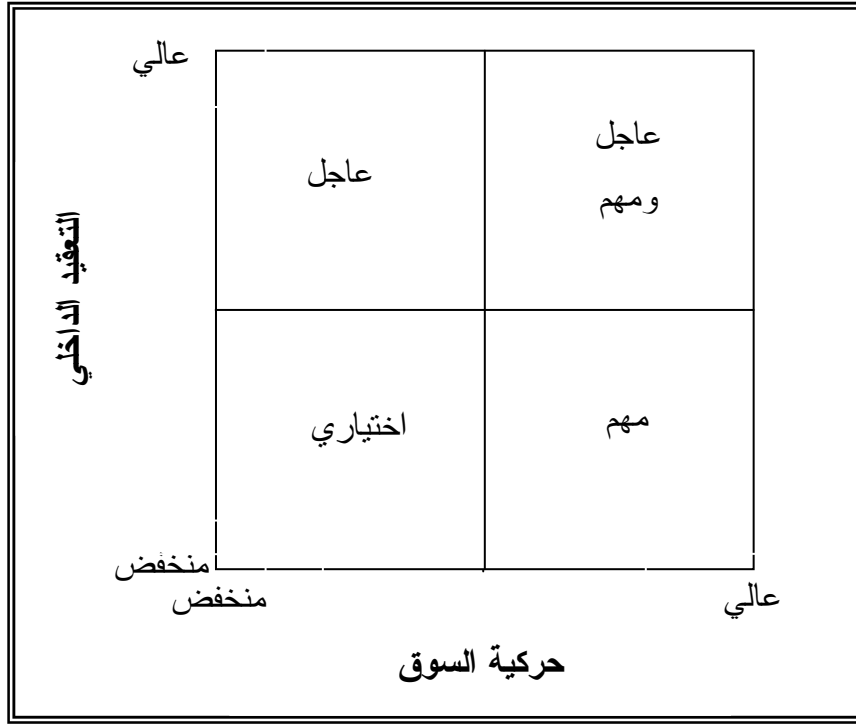 عالي
عاجل
ومهم
عاجل
التعقيد الداخلي
مهم
اختياري
منخفض
منخفض
عالي
حركية السوق